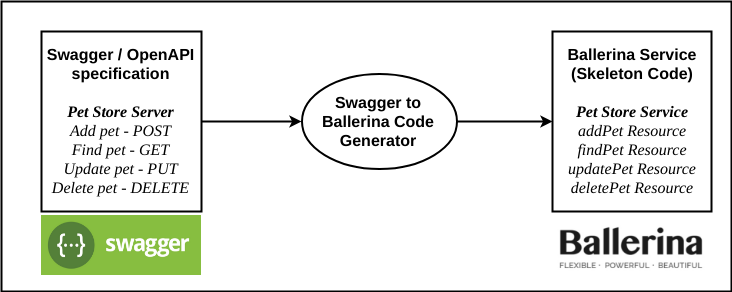 Swagger / OpenAPI
specification
Pet Store Server
Add pet - POST
Find pet - GET
Update pet - PUT
Delete pet - DELETE
{···} swagger
Swagger to
Ballerina Code
Generator
Ballerina Service
(Skeleton Code)
Pet Store Service
addPet Resource
findPet Resource
updatePet Resource
deletePet Resource
Ballerina
FLEXIBLE · POWERFUL · BEAUTIFUL